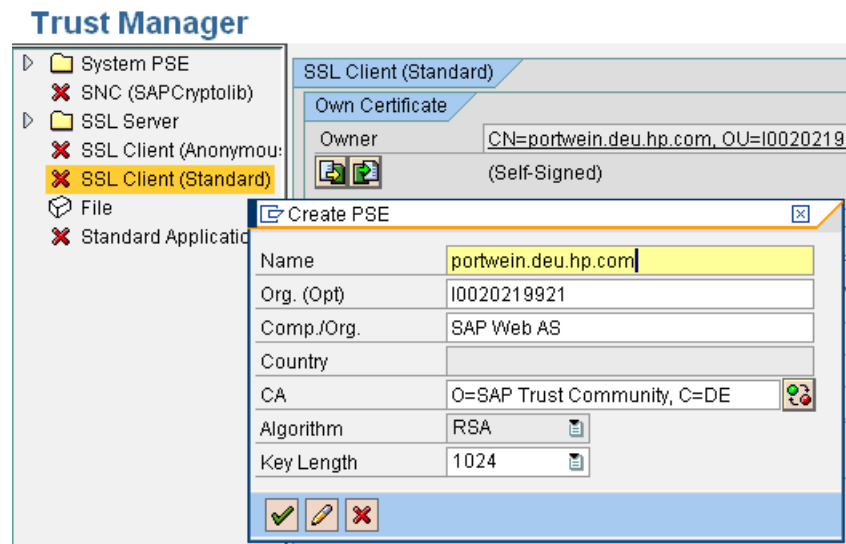 Trust Manager
System PSE
SNC (SAPCryptolib)
SSL Server
SSL Client (Anonymou
SSL Client (Standard)
File
Standard Applicatio
SSL Client (Standard)
Own Certificate
Owner CN=portwein.deu.hp.com, OU=I0020219
(Self-Signed)
Create PSE
Name portwein.deu.hp.com
Org. (Opt) I0020219921
Comp./Org. SAP Web AS
Country
CA O=SAP Trust Community, C=DE
Algorithm RSA
Key Length 1024